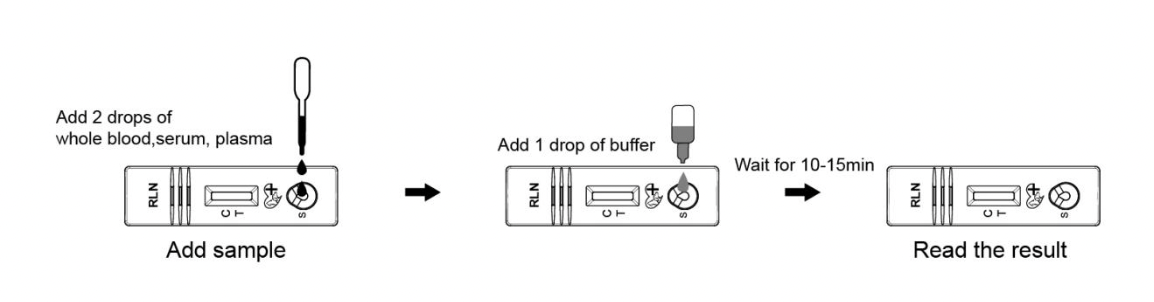 Add 2 drops of
whole blood,serum, plasma
RLN
C
T
S
Add sample
Add 1 drop of buffer
RLN
C
T
S
Wait for 10-15min
RLN
C
T
S
Read the result